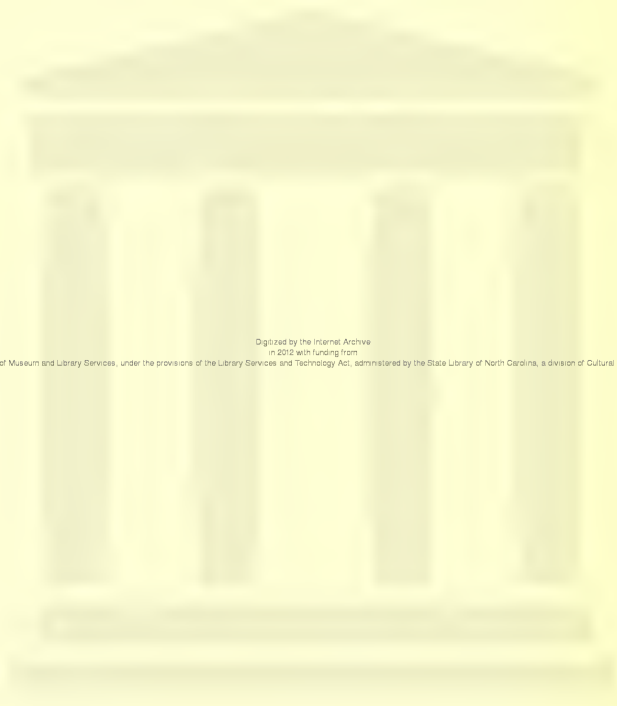 Digitized by the Internet Archive
in 2012 with funding from
of Museum and Library Services, under the provisions of the Library Services and Technology Act, administered by the State Library of North Carolina, a division of Cultural